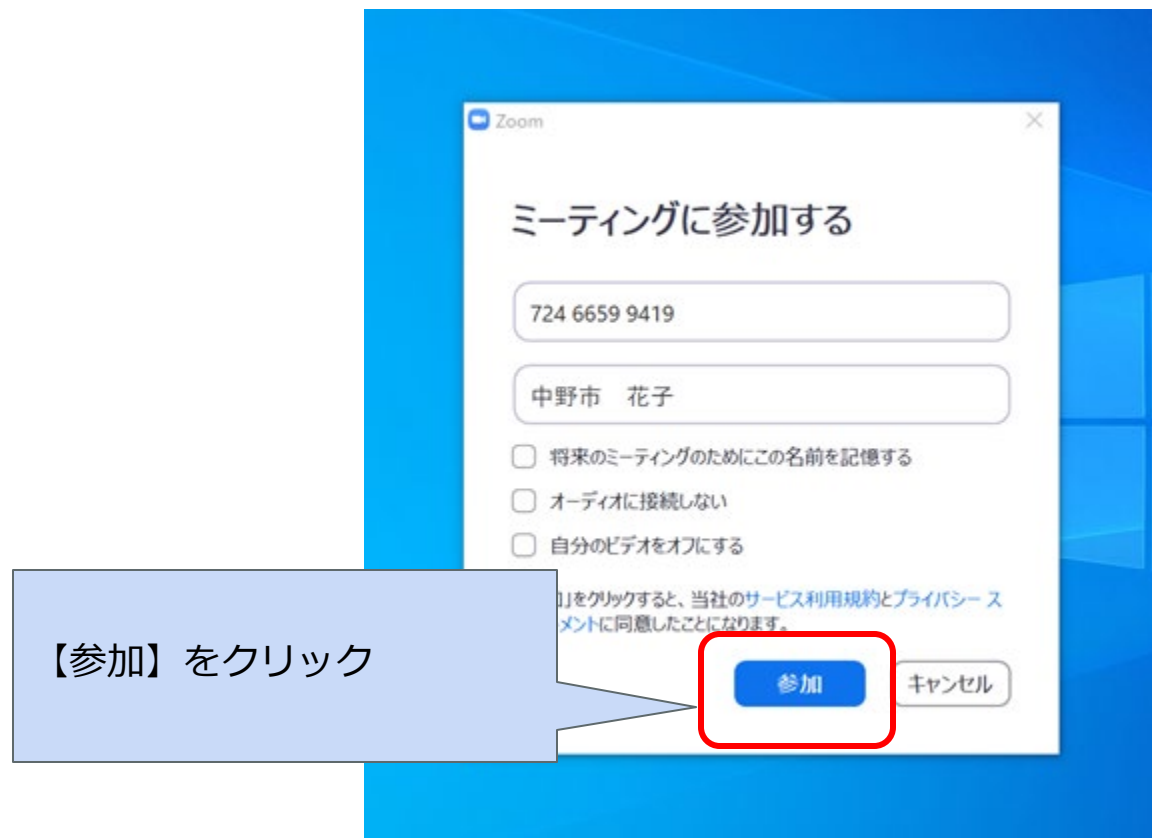 Zoom
ミーティングに参加する
724 6659 9419
中野市　花子
将来のミーティングのためにこの名前を記憶する
オーディオに接続しない
自分のビデオをオフにする
」をクリックすると、当社のサービス利用規約とプライバシー ス
メントに同意したことになります。
【参加】をクリック
参加
キャンセル